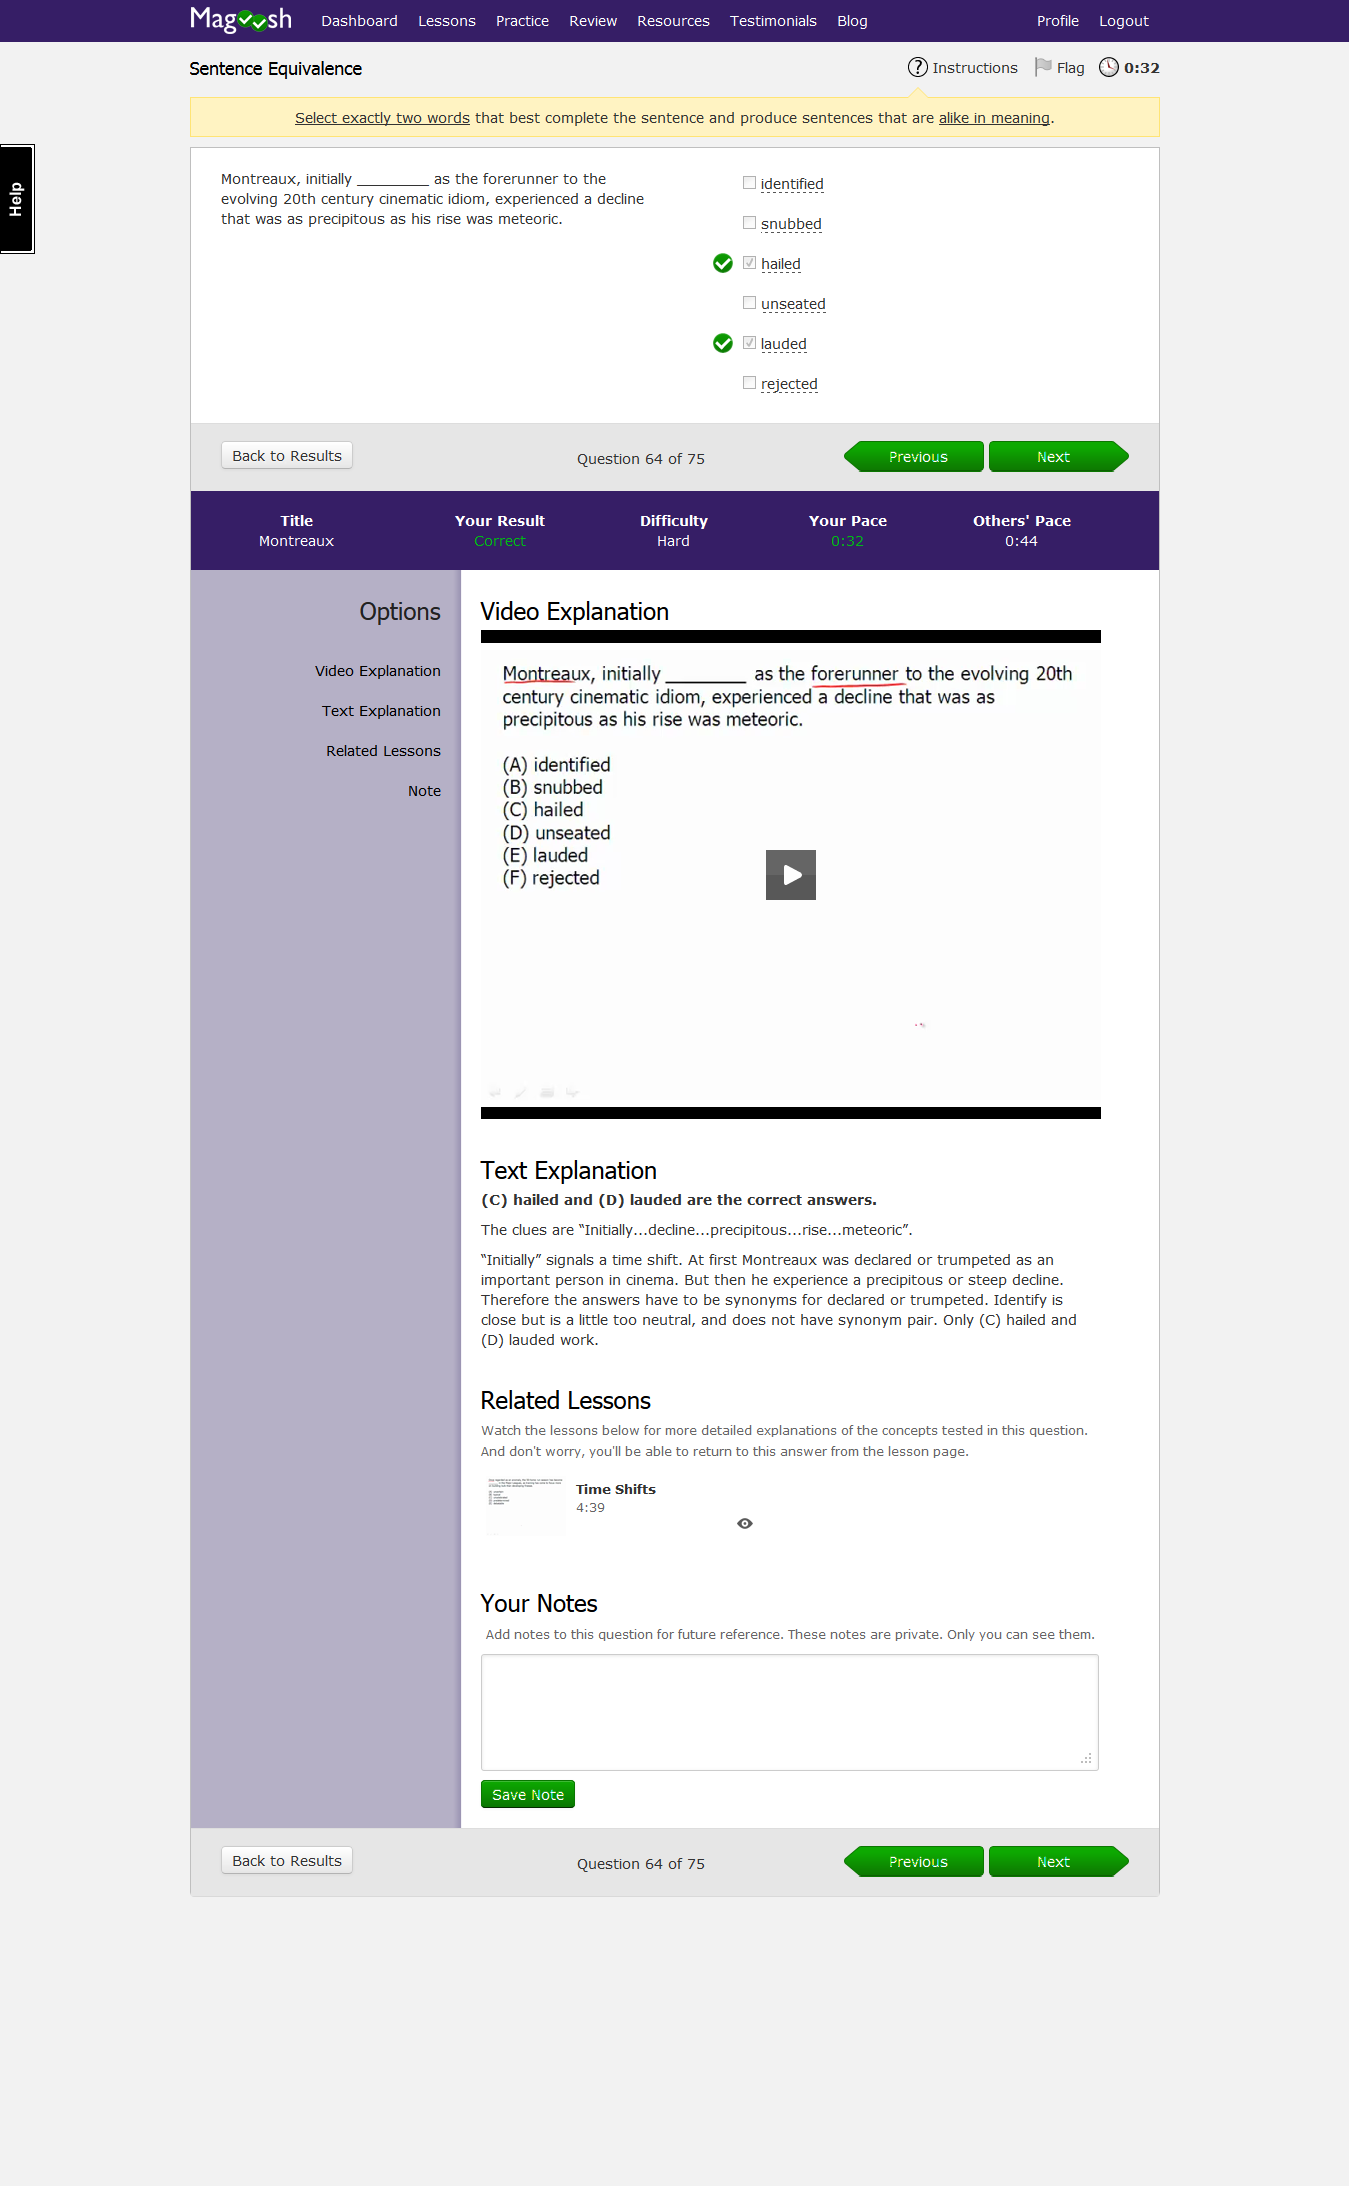 Magoosh
Dashboard Lessons Practice Review Resources Testimonials Blog Profile Logout
Sentence Equivalence
Instructions Flag 0:32
Select exactly two words that best complete the sentence and produce sentences that are alike in meaning.
Help
Montreaux, initially ________ as the forerunner to the
evolving 20th century cinematic idiom, experienced a decline
that was as precipitous as his rise was meteoric.
identified
snubbed
hailed
unseated
lauded
rejected
Back to Results Question 64 of 75 Previous Next
Title Your Result Difficulty Your Pace Others' Pace
Montreaux Correct Hard 0:32 0:44
Options
Video Explanation
Text Explanation
Related Lessons
Note
Video Explanation
Montreaux, initially ________ as the forerunner to the evolving 20th
century cinematic idiom, experienced a decline that was as
precipitous as his rise was meteoric.
(A) identified
(B) snubbed
(C) hailed
(D) unseated
(E) lauded
(F) rejected
Text Explanation
(C) hailed and (D) lauded are the correct answers.
The clues are “Initially...decline...precipitous...rise...meteoric”.
“Initially” signals a time shift. At first Montreaux was declared or trumpeted as an
important person in cinema. But then he experience a precipitous or steep decline.
Therefore the answers have to be synonyms for declared or trumpeted. Identify is
close but is a little too neutral, and does not have synonym pair. Only (C) hailed and
(D) lauded work.
Related Lessons
Watch the lessons below for more detailed explanations of the concepts tested in this question.
And don't worry, you'll be able to return to this answer from the lesson page.
Time Shifts
4:39
Your Notes
Add notes to this question for future reference. These notes are private. Only you can see them.
Save Note
Back to Results Question 64 of 75 Previous Next